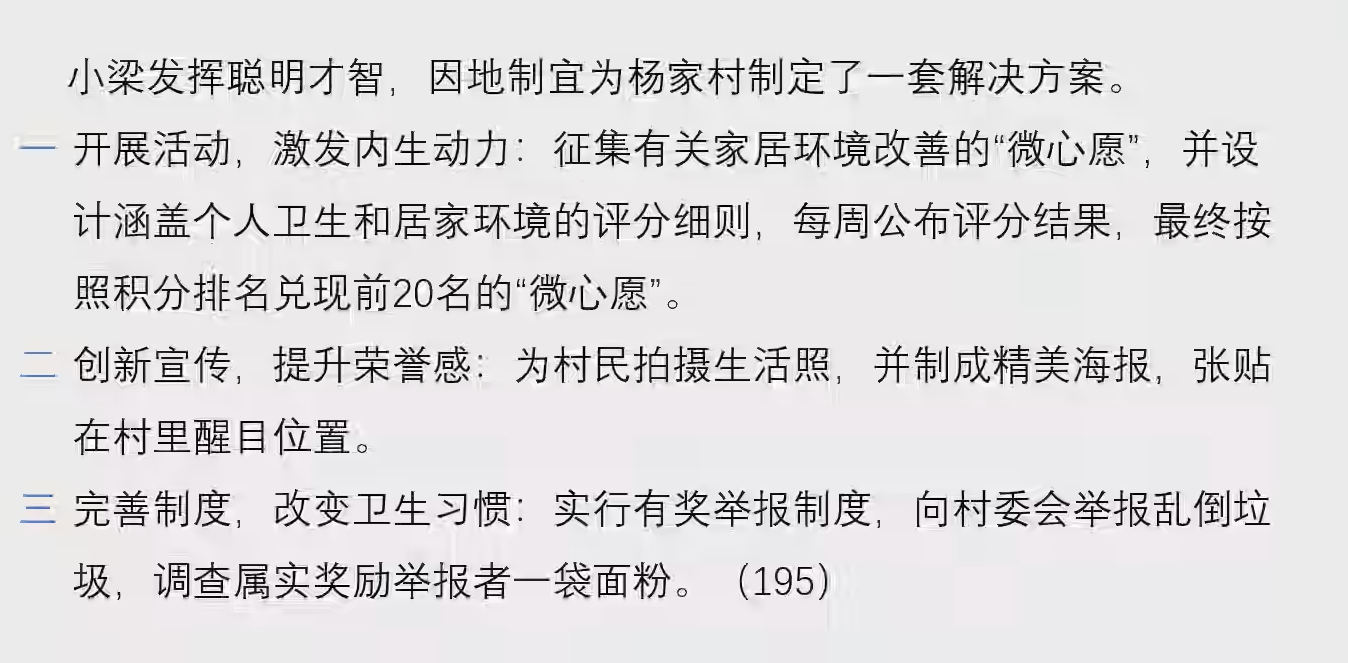 小梁发挥聪明才智，因地制宜为杨家村制定了一套解决方案。
一 开展活动，激发内生动力：征集有关家居环境改善的“微心愿”，并设
计涵盖个人卫生和居家环境的评分细则，每周公布评分结果，最终按
照积分排名兑现前20名的“微心愿”。
二 创新宣传，提升荣誉感：为村民拍摄生活照，并制成精美海报，张贴
在村里醒目位置。
三 完善制度，改变卫生习惯：实行有奖举报制度，向村委会举报乱倒垃
圾，调查属实奖励举报者一袋面粉。（195）